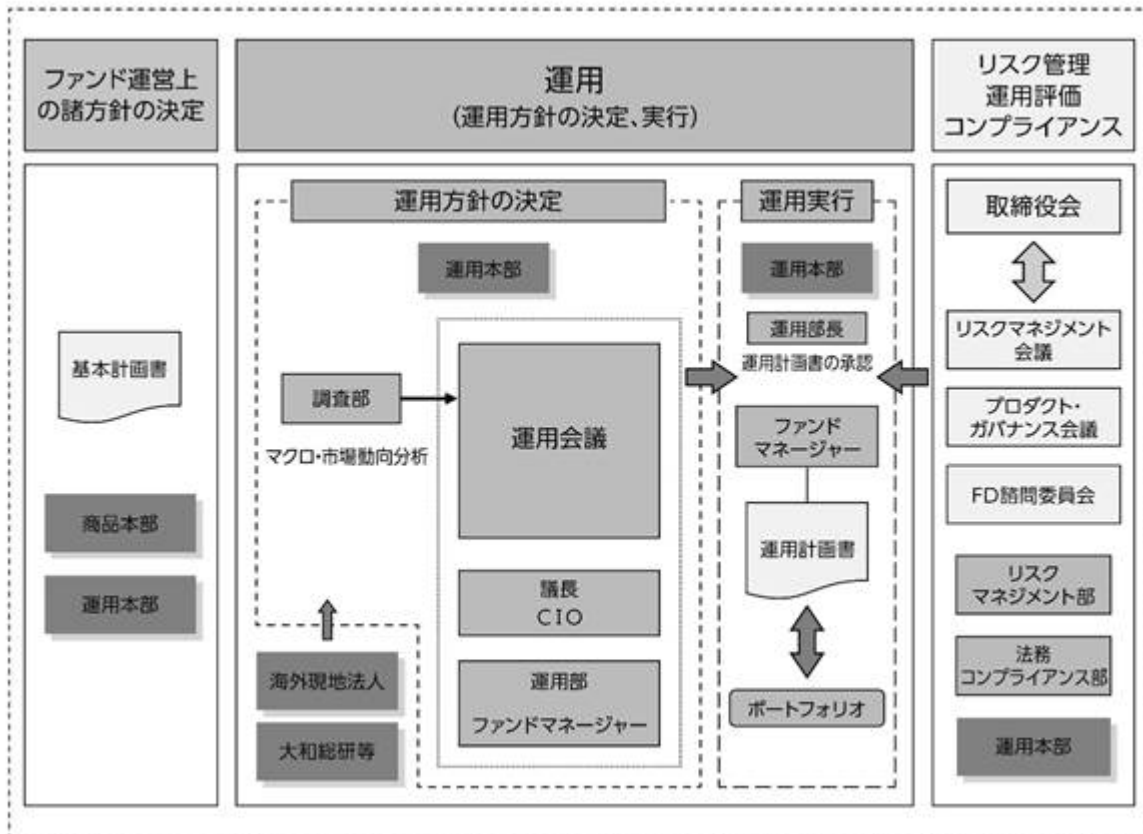 ファンド運営上
の諸方針の決定
運用
(運用方針の決定、実行)
リスク管理
運用評価
コンプライアンス
基本計画書
商品本部
運用本部
運用方針の決定
運用本部
調査部
マクロ・市場動向分析
運用会議
議長
CIO
運用部
ファンドマネージャー
海外現地法人
大和総研等
運用実行
運用本部
運用部長
運用計画書の承認
ファンド
マネージャー
運用計画書
ポートフォリオ
取締役会
リスクマネジメント
会議
プロダクト・
ガバナンス会議
FD諮問委員会
リスク
マネジメント部
法務
コンプライアンス部
運用本部